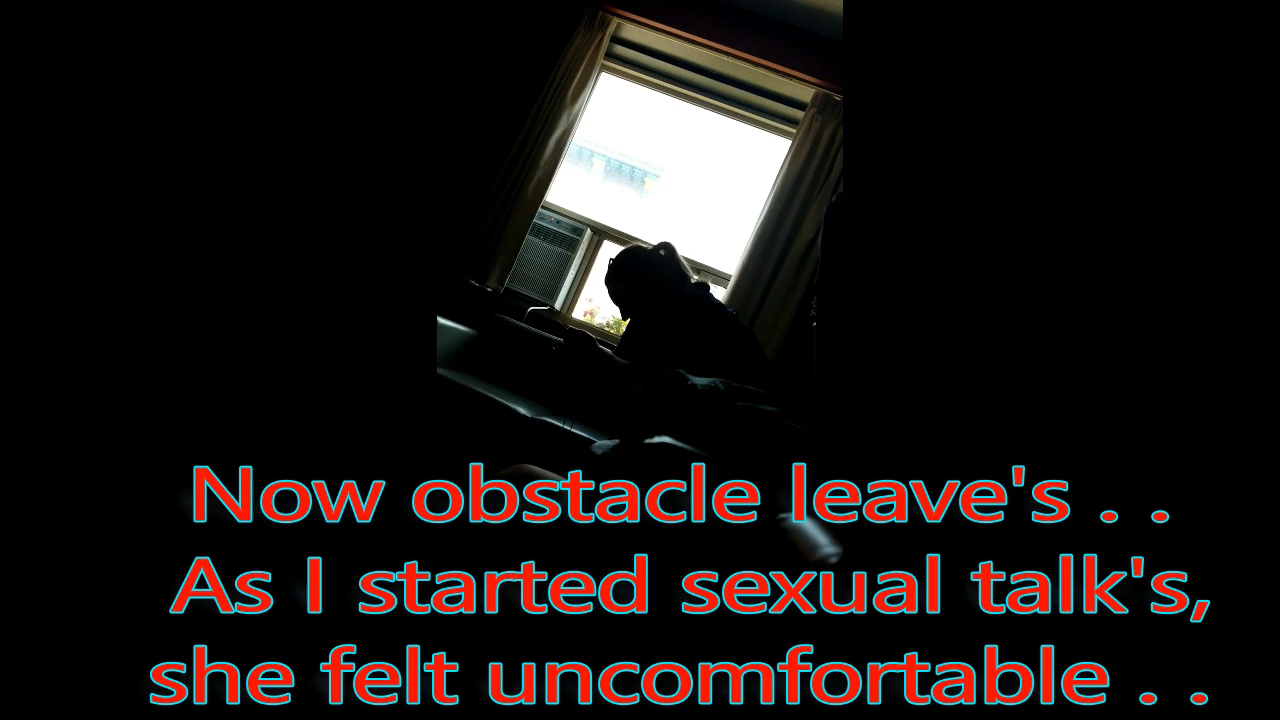 Now obstacle leave's . .
As I started sexual talk's,
she felt uncomfortable . .